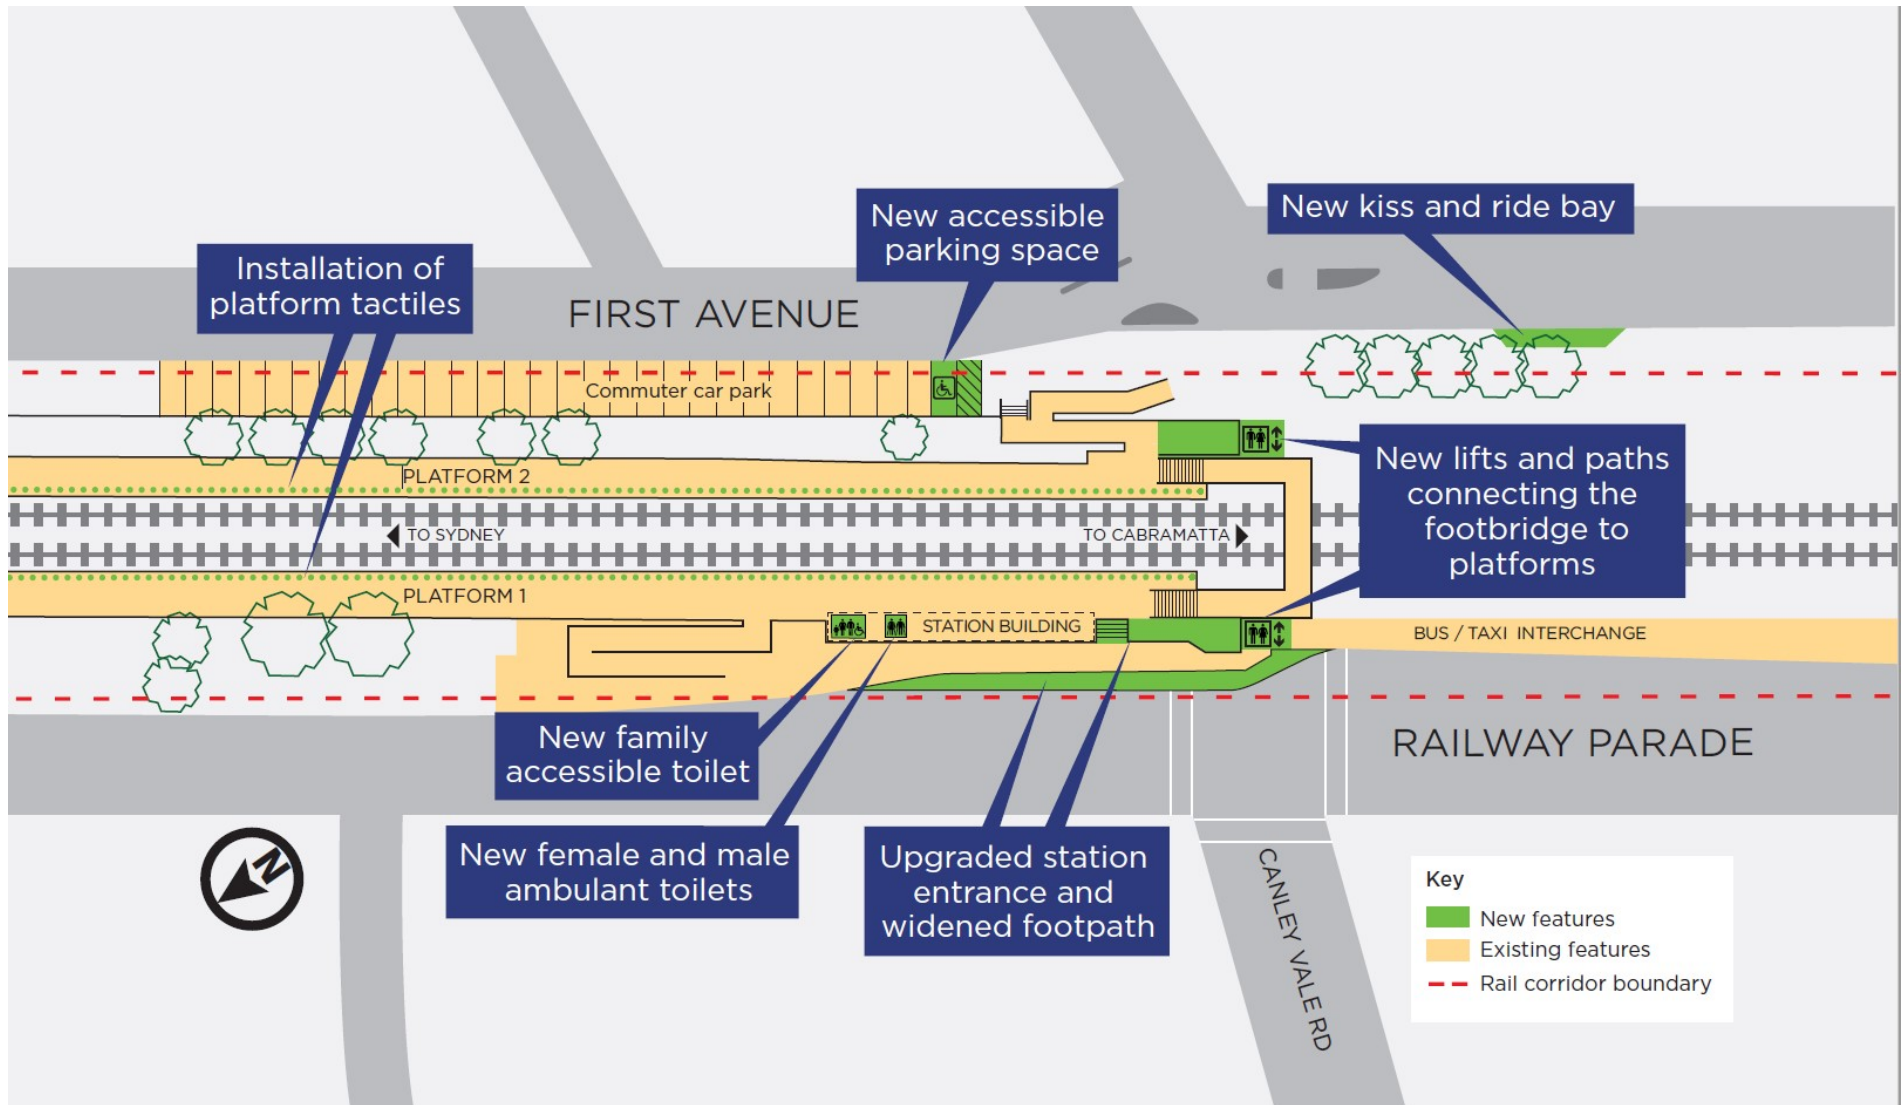 New accessible
parking space
New kiss and ride bay
Installation of
platform tactiles
FIRST AVENUE
Commuter car park
New lifts and paths
connecting the
footbridge to
platforms
PLATFORM 2
TO SYDNEY
TO CABRAMATTA
PLATFORM 1
STATION BUILDING
BUS / TAXI INTERCHANGE
RAILWAY PARADE
New family
accessible toilet
New female and male
ambulant toilets
Upgraded station
entrance and
widened footpath
N
CANLEY VALE RD
Key
New features
Existing features
Rail corridor boundary